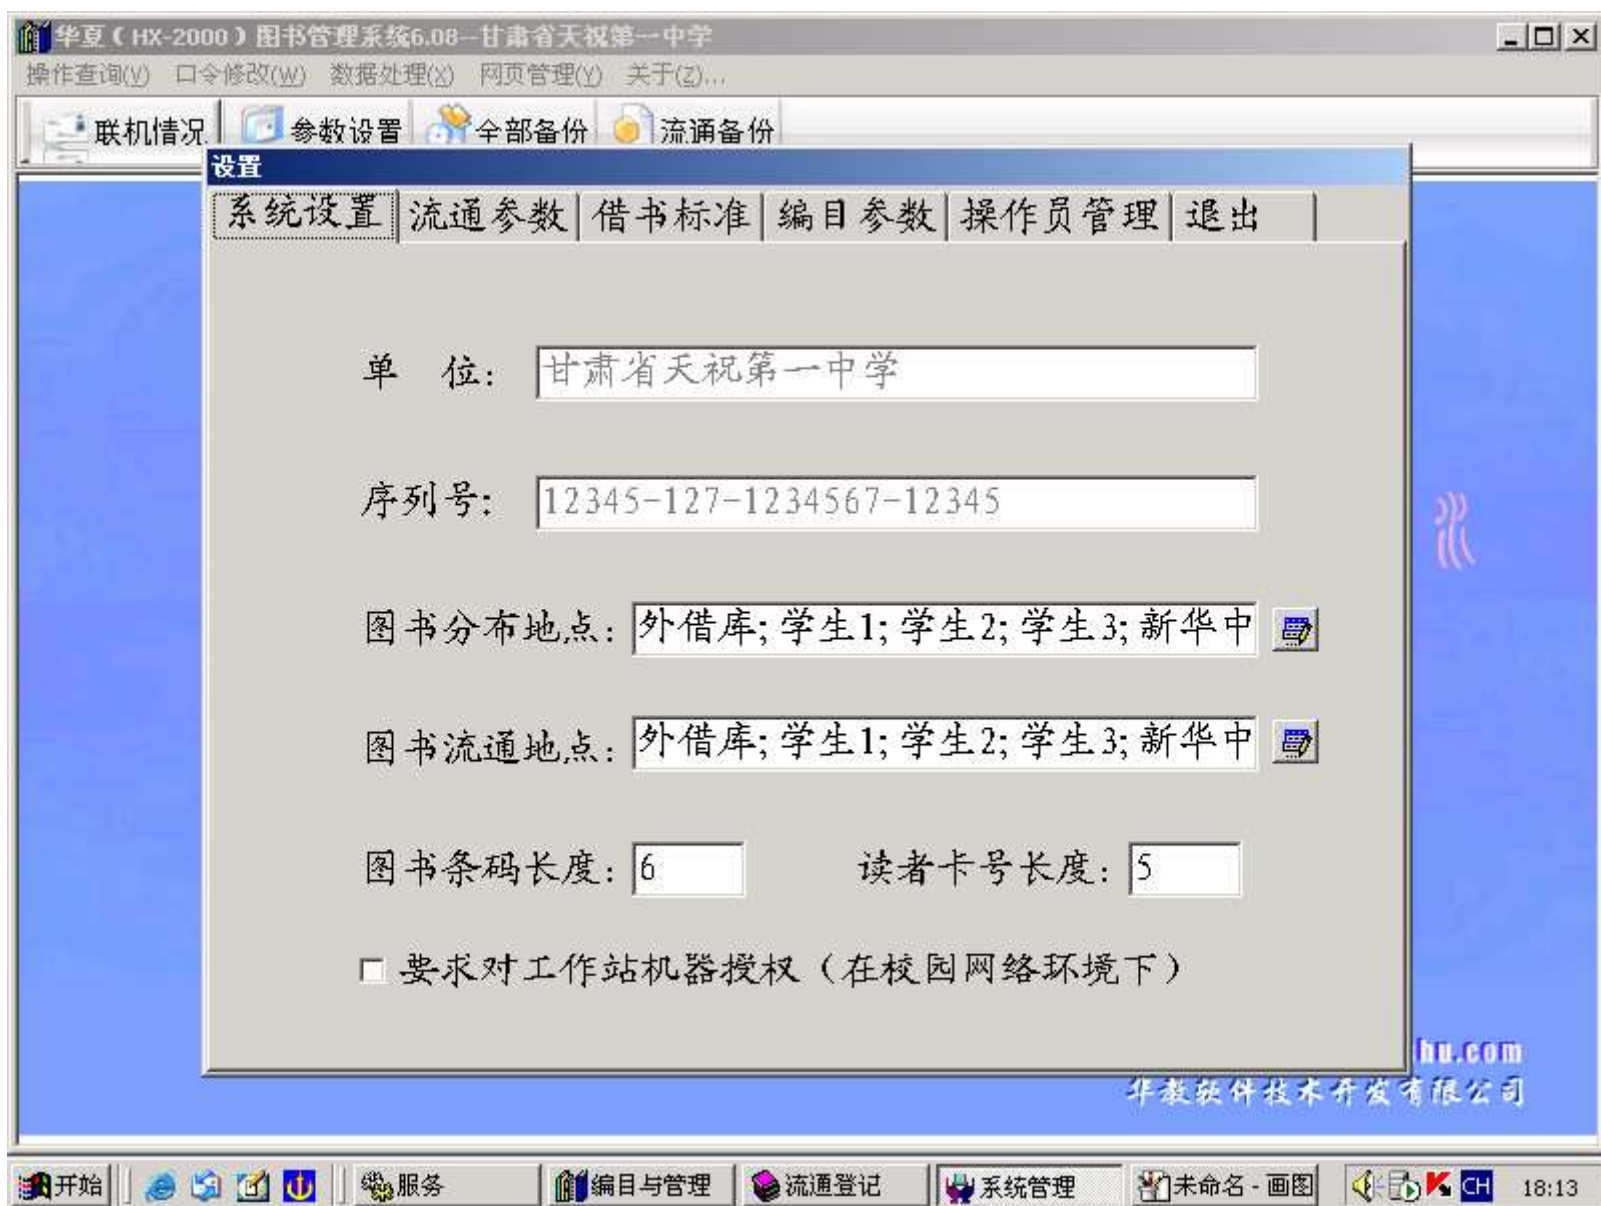 华夏（HX-2000）图书管理系统6.08--甘肃省天祝第一中学
操作查询(V) 口令修改(W) 数据处理(X) 网页管理(Y) 关于(Z)...
联机情况 参数设置 全部备份 流通备份
设置
系统设置 流通参数 借书标准 编目参数 操作员管理 退出
单 位: 甘肃省天祝第一中学
序列号: 12345-127-1234567-12345
图书分布地点: 外借库;学生1;学生2;学生3;新华中
图书流通地点: 外借库;学生1;学生2;学生3;新华中
图书条码长度: 6 读者卡号长度: 5
要求对工作站机器授权（在校园网络环境下）
hu.com
华教软件技术开发有限公司
开始 服务 编目与管理 流通登记 系统管理 未命名 - 画图 CH 18:13